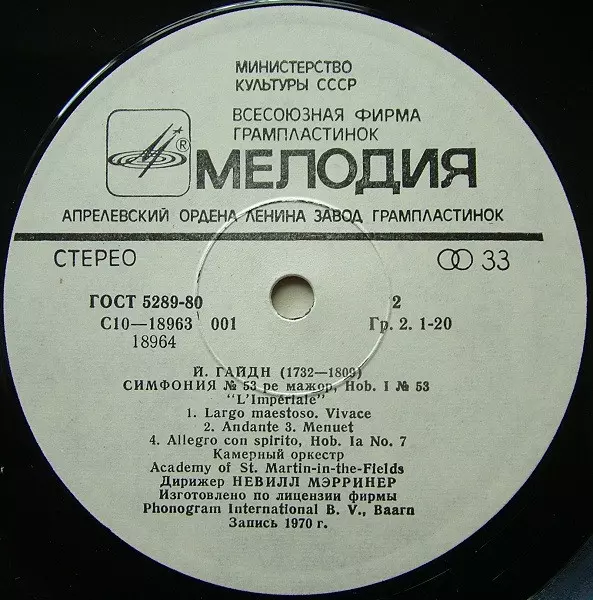 МИНИСТЕРСТВО
КУЛЬТУРЫ СССР
ВСЕСОЮЗНАЯ ФИРМА
ГРАМПЛАСТИНОК
®
МЕЛОДИЯ
АПРЕЛЕВСКИЙ ОРДЕНА ЛЕНИНА ЗАВОД ГРАМПЛАСТИНОК
СТЕРЕО 33
ГОСТ 5289-80 2
С10—18963 001 Гр. 2. 1-20
18964
Й. ГАЙДН (1732—1809)
СИМФОНИЯ № 53 ре мажор, Hob. I № 53
"L'Impériale"
1. Largo maestoso. Vivace
2. Andante 3. Menuet
4. Allegro con spirito, Hob. Ia No. 7
Камерный оркестр
Academy of St. Martin-in-the-Fields
Дирижер НЕВИЛЛ МЭРРИНЕР
Изготовлено по лицензии фирмы
Phonogram International B. V., Baarn
Запись 1970 г.